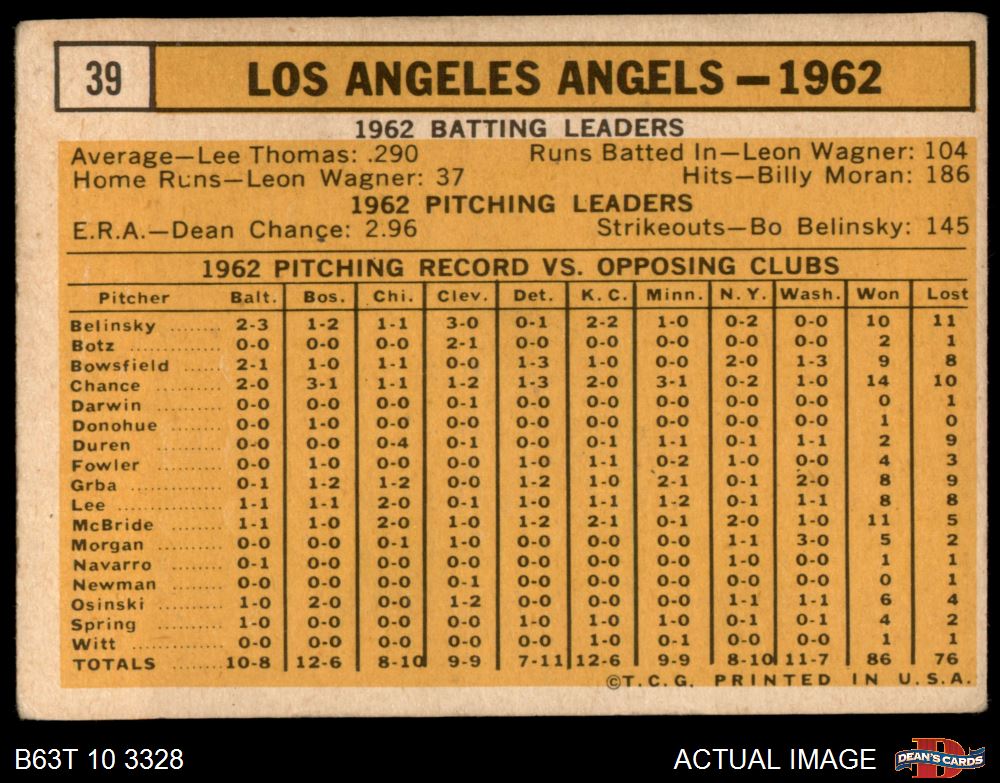 39 LOS ANGELES ANGELS — 1962
1962 BATTING LEADERS
Average—Lee Thomas: .290 Runs Batted In—Leon Wagner: 104
Home Runs—Leon Wagner: 37 Hits—Billy Moran: 186
1962 PITCHING LEADERS
E.R.A.—Dean Chance: 2.96 Strikeouts—Bo Belinsky: 145
1962 PITCHING RECORD VS. OPPOSING CLUBS
Pitcher Balt. Bos. Chi. Clev. Det. K. C. Minn. N. Y. Wash. Won Lost
Belinsky ........ 2-3 1-2 1-1 3-0 0-1 2-2 1-0 0-2 0-0 10 11
Botz ............... 0-0 0-0 0-0 2-1 0-0 0-0 0-0 0-0 0-0 2 1
Bowsfield ...... 2-1 1-0 1-1 0-0 1-3 1-0 0-0 2-0 1-3 9 8
Chance .......... 2-0 3-1 1-1 1-2 1-3 2-0 3-1 0-2 1-0 14 10
Darwin .......... 0-0 0-0 0-0 0-1 0-0 0-0 0-0 0-0 0-0 0 1
Donohue ........ 0-0 1-0 0-0 0-0 0-0 0-0 0-0 0-0 0-0 1 0
Duren ............ 0-0 0-0 0-4 0-1 0-0 0-1 1-1 0-1 1-1 2 9
Fowler .......... 0-0 1-0 0-0 0-0 1-0 1-1 0-2 1-0 0-0 4 3
Grba .............. 0-1 1-2 1-2 0-0 1-2 1-0 2-1 0-1 2-0 8 9
Lee ................ 1-1 1-1 2-0 0-1 1-0 1-1 1-2 0-1 1-1 8 8
McBride ........ 1-1 1-0 2-0 1-0 1-2 2-1 0-1 2-0 1-0 11 5
Morgan .......... 0-0 0-0 0-1 1-0 0-0 0-0 0-0 1-1 3-0 5 2
Navarro ........ 0-1 0-0 0-0 0-0 0-0 0-0 0-0 1-0 0-0 1 1
Newman ........ 0-0 0-0 0-0 0-1 0-0 0-0 0-0 0-0 0-0 0 1
Osinski .......... 1-0 2-0 0-0 1-2 0-0 0-0 0-0 1-1 1-1 6 4
Spring ............ 1-0 0-0 0-0 0-0 1-0 1-0 1-0 0-1 0-1 4 2
Witt ................ 0-0 0-0 0-0 0-0 0-0 1-0 0-1 0-0 0-0 1 1
TOTALS ........ 10-8 12-6 8-10 9-9 7-11 12-6 9-9 8-10 11-7 86 76
©T.C.G. PRINTED IN U.S.A.
B63T 10 3328 ACTUAL IMAGE DEAN'S CARDS